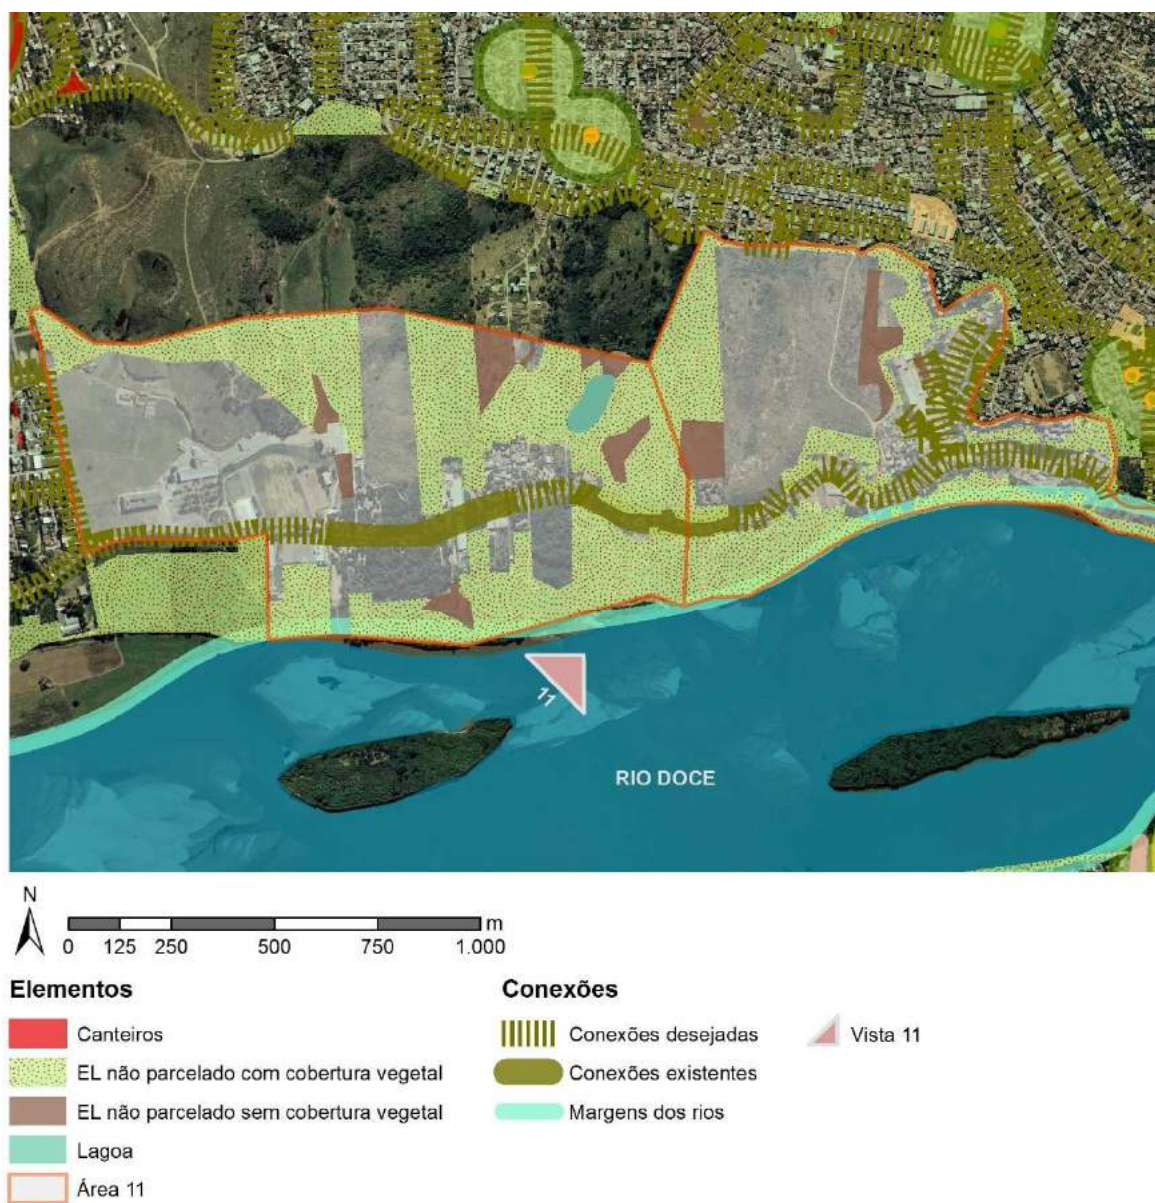 11
RIO DOCE
N
m
0 125 250 500 750 1.000
Elementos
Canteiros
EL não parcelado com cobertura vegetal
EL não parcelado sem cobertura vegetal
Lagoa
Área 11
Conexões
Conexões desejadas
Conexões existentes
Margens dos rios
Vista 11